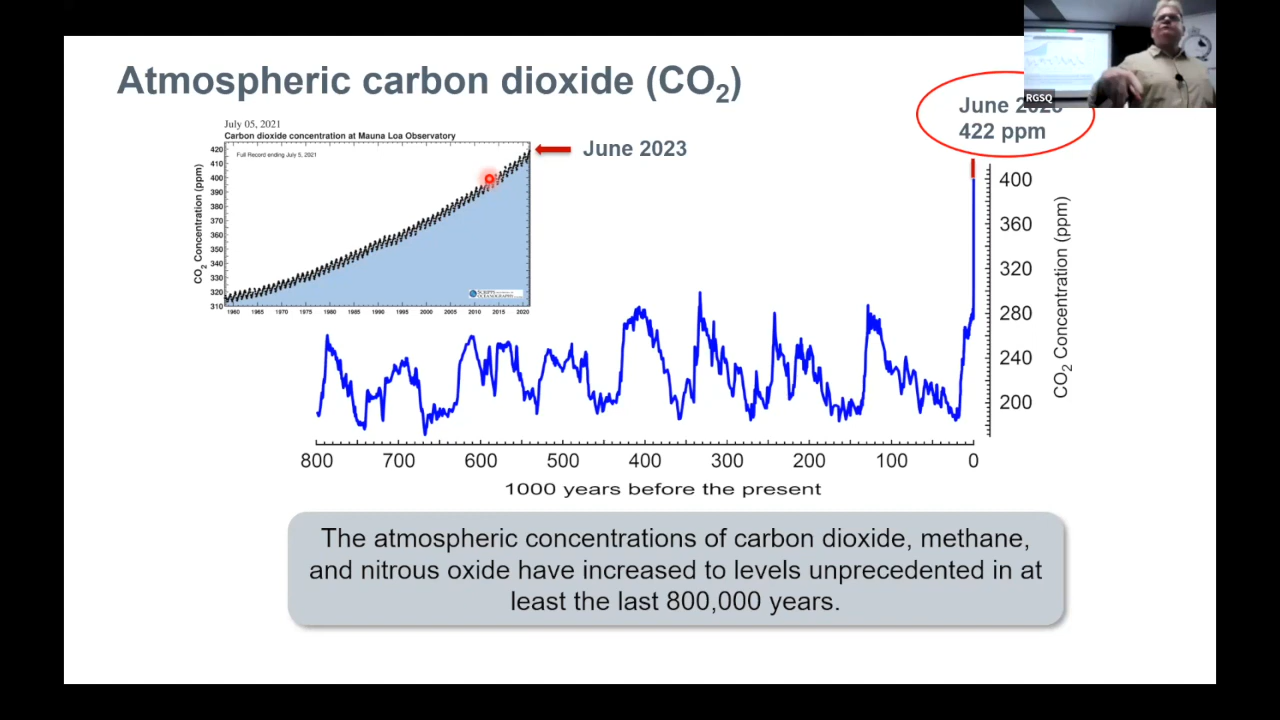 Atmospheric carbon dioxide (CO2)
RGSQ
June
422 ppm
July 05, 2021
Carbon dioxide concentration at Mauna Loa Observatory
Full Record ending July 5, 2021
June 2023
CO2 Concentration (ppm)
420
410
400
390
380
370
360
350
340
330
320
310
1960 1965 1970 1975 1980 1985 1990 1995 2000 2005 2010 2015 2020
400
360
320
280
240
200
CO2 Concentration (ppm)
800 700 600 500 400 300 200 100 0
1000 years before the present
The atmospheric concentrations of carbon dioxide, methane,
and nitrous oxide have increased to levels unprecedented in at
least the last 800,000 years.